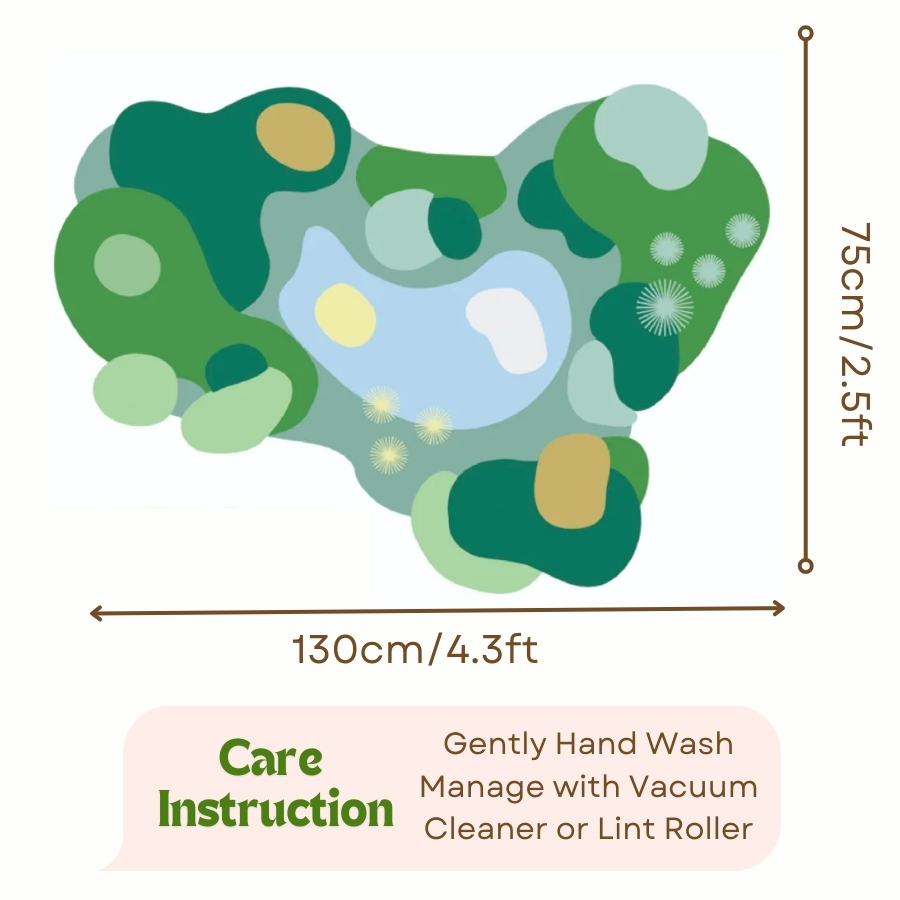 75cm/2.5ft
130cm/4.3ft
Care
Instruction
Gently Hand Wash
Manage with Vacuum
Cleaner or Lint Roller